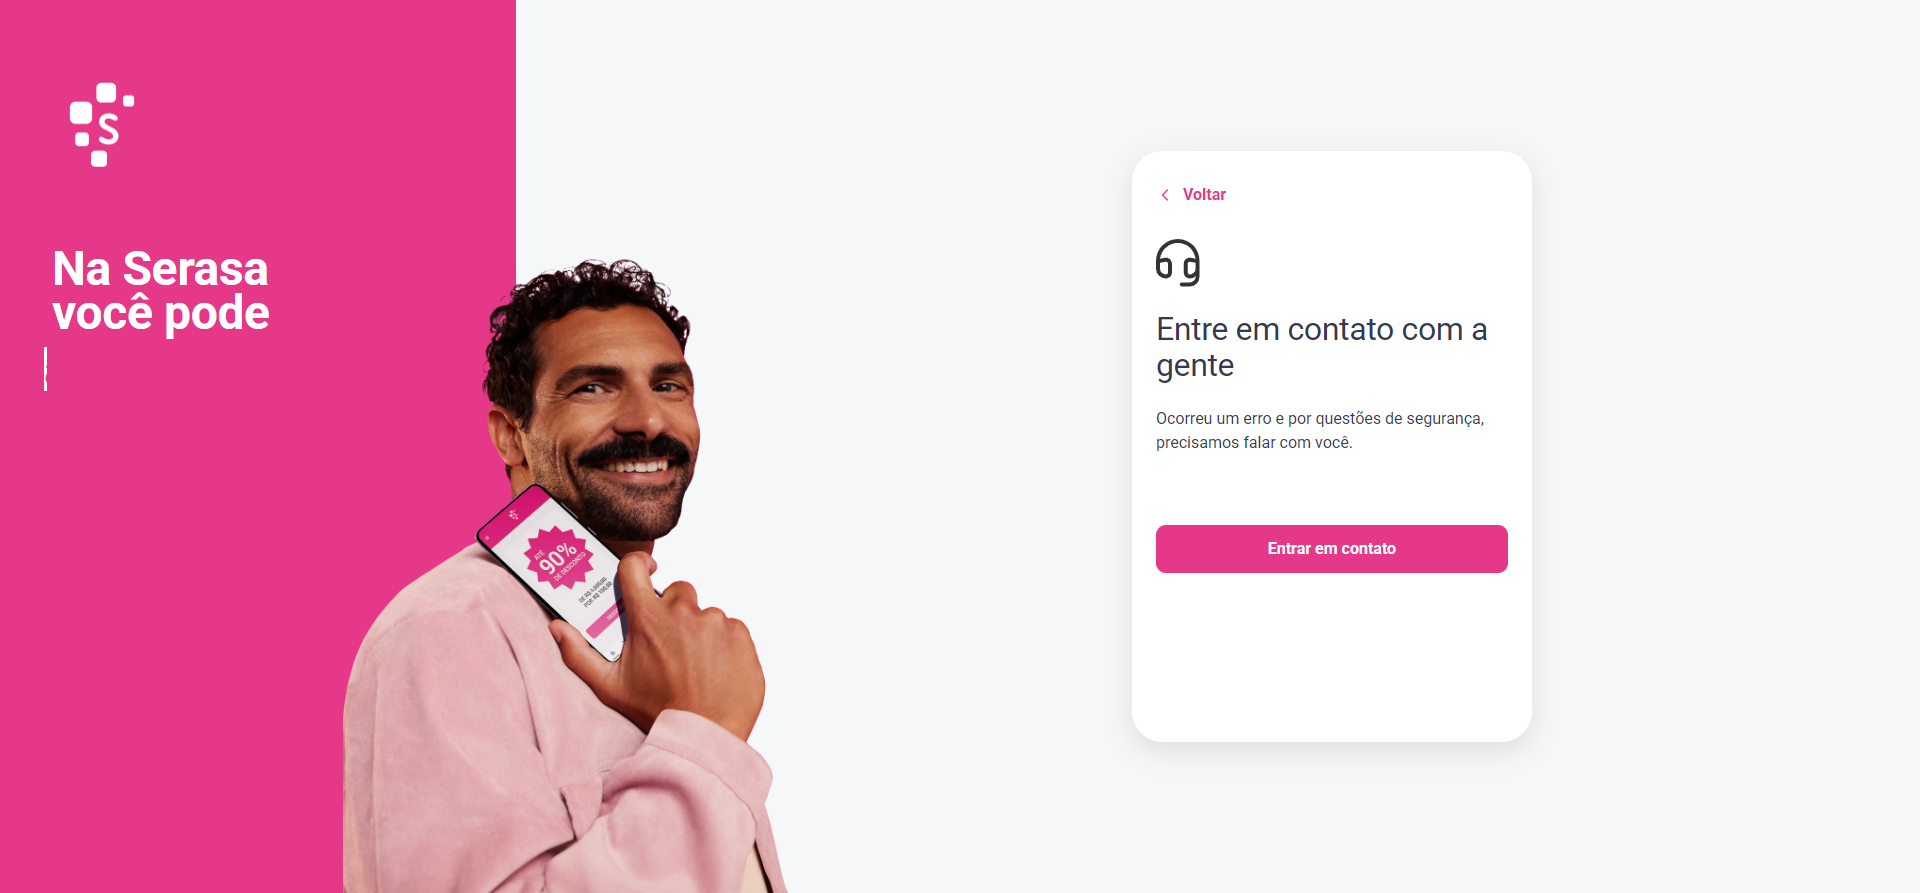 S
Na Serasa
você pode
ATÉ
90%
DE DESCONTO
Voltar
Entre em contato com a
gente
Ocorreu um erro e por questões de segurança,
precisamos falar com você.
Entrar em contato